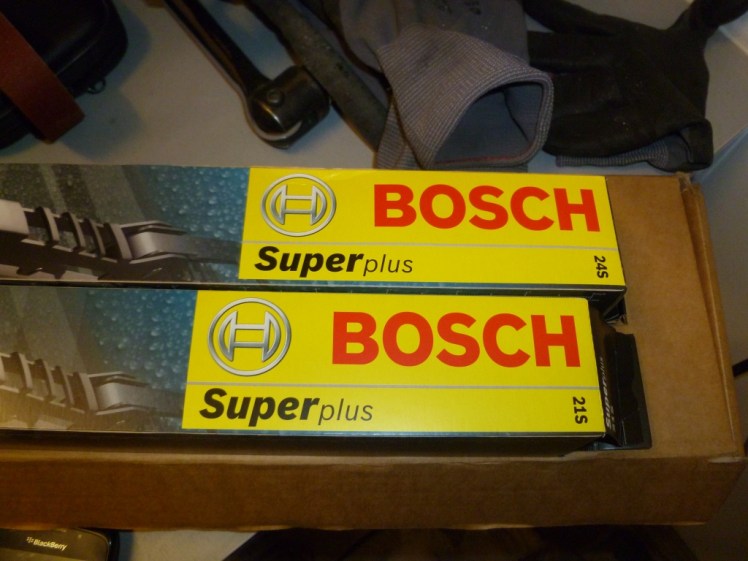 BOSCH
Superplus
24S
BOSCH
Superplus
21S
BlackBerry